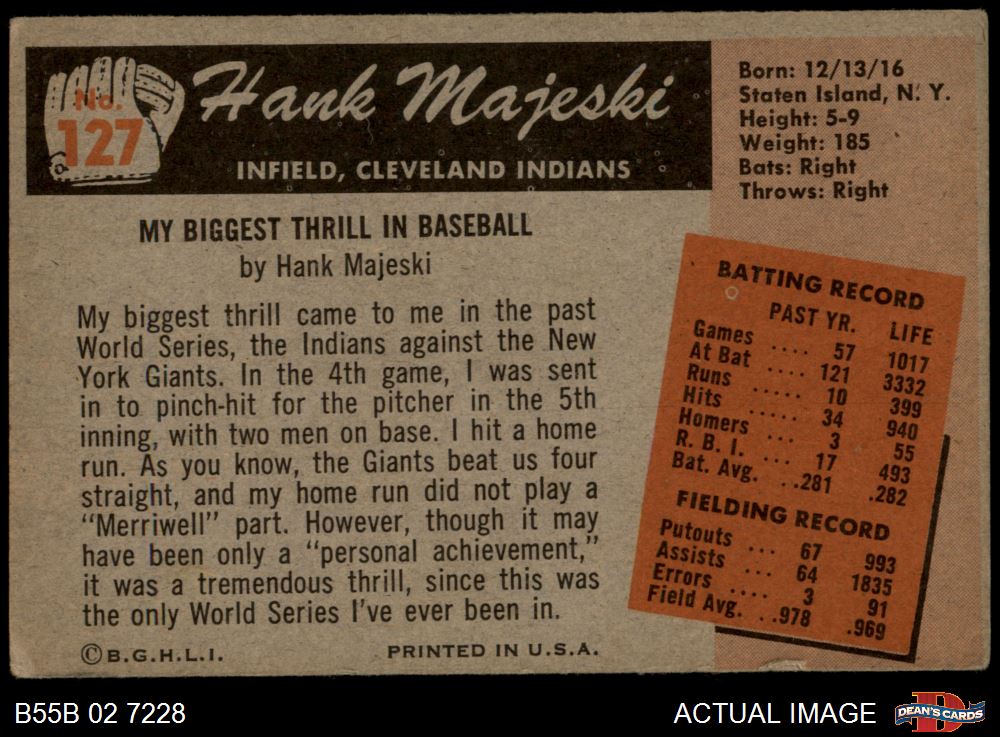 No.
127
Hank Majeski
INFIELD, CLEVELAND INDIANS
Born: 12/13/16
Staten Island, N. Y.
Height: 5-9
Weight: 185
Bats: Right
Throws: Right
MY BIGGEST THRILL IN BASEBALL
by Hank Majeski
My biggest thrill came to me in the past
World Series, the Indians against the New
York Giants. In the 4th game, I was sent
in to pinch-hit for the pitcher in the 5th
inning, with two men on base. I hit a home
run. As you know, the Giants beat us four
straight, and my home run did not play a
“Merriwell” part. However, though it may
have been only a “personal achievement,”
it was a tremendous thrill, since this was
the only World Series I’ve ever been in.
©B.G.H.L.I. PRINTED IN U.S.A.
BATTING RECORD
PAST YR. LIFE
Games .... 57 1017
At Bat .... 121 3332
Runs ..... 10 399
Hits ..... 34 940
Homers ... 3 55
R. B. I. ... 17 493
Bat. Avg. ..281 .282
FIELDING RECORD
Putouts ... 67 993
Assists ... 64 1835
Errors .... 3 91
Field Avg. ..978 .969
B55B 02 7228 ACTUAL IMAGE DEAN'S CARDS